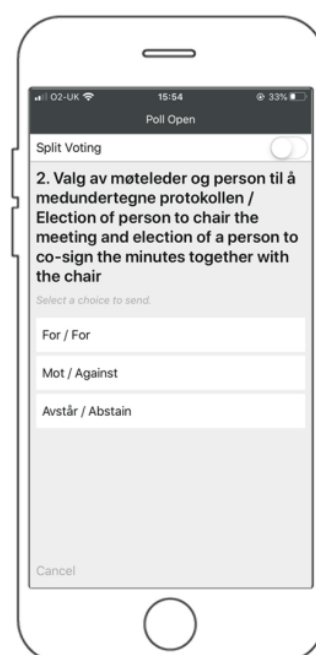 O2-UK 15:54 33%
Poll Open
Split Voting
2. Valg av møteleder og person til å
medundertegne protokollen /
Election of person to chair the
meeting and election of a person to
co-sign the minutes together with
the chair
Select a choice to send.
For / For
Mot / Against
Avstår / Abstain
Cancel